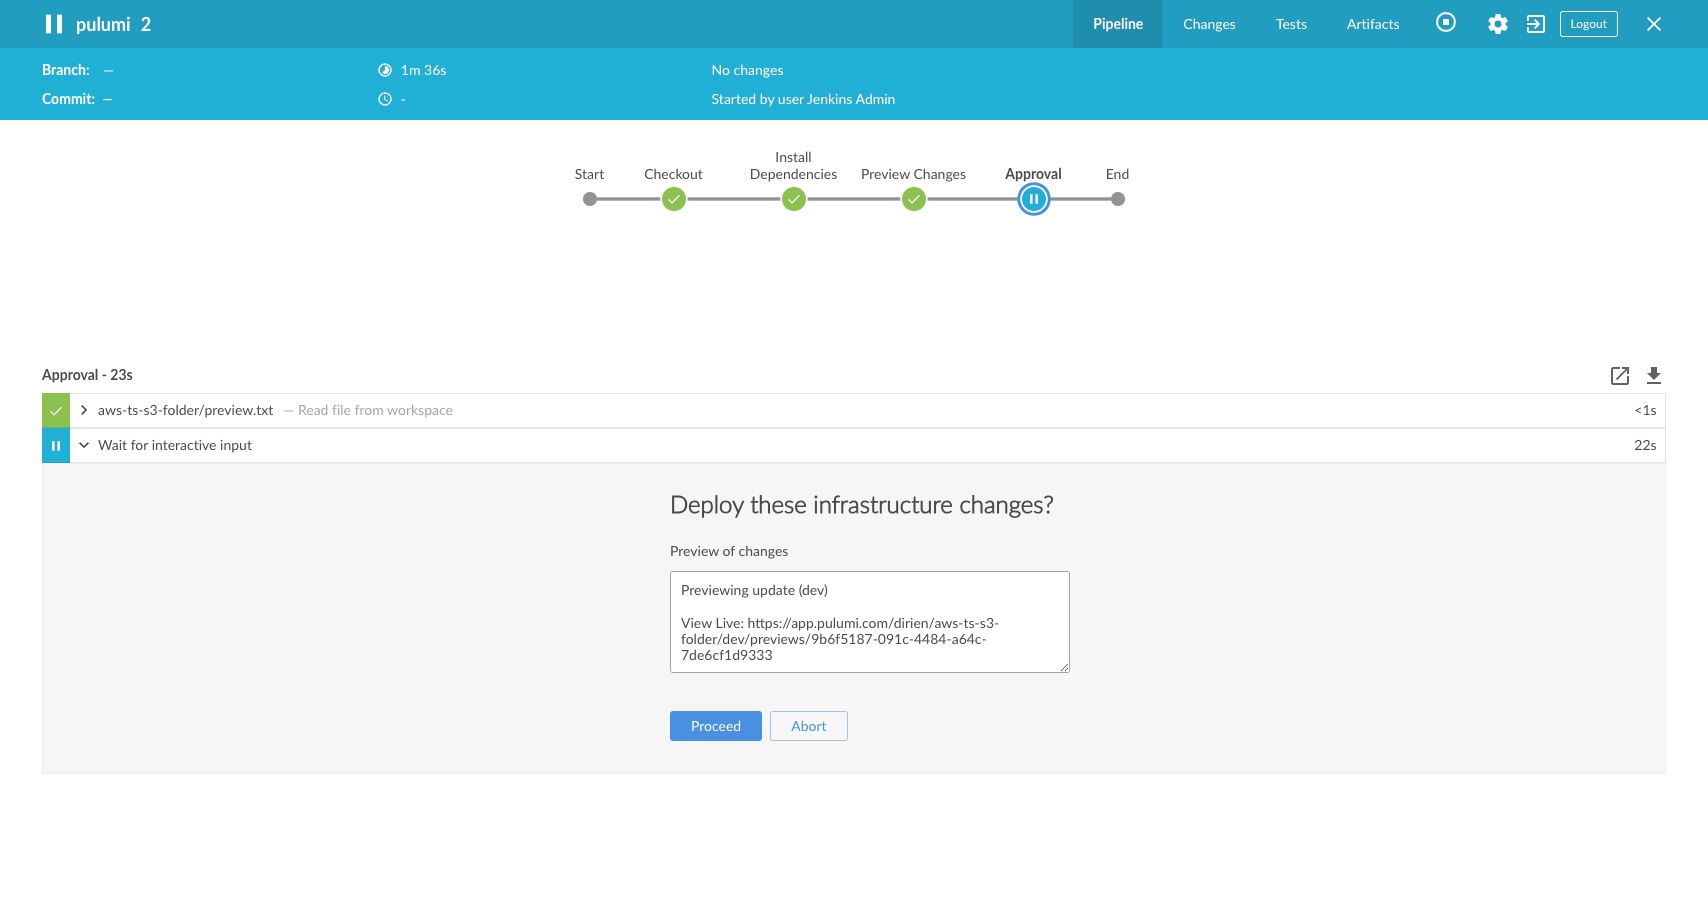 pulumi 2
Pipeline
Changes
Tests
Artifacts
Logout
Branch: —
1m 36s
No changes
Commit: —
-
Started by user Jenkins Admin
Start
Checkout
Install
Dependencies
Preview Changes
Approval
End
Approval - 23s
aws-ts-s3-folder/preview.txt — Read file from workspace
<1s
Wait for interactive input
22s
Deploy these infrastructure changes?
Preview of changes
Previewing update (dev)
View Live: https://app.pulumi.com/dirien/aws-ts-s3-
folder/dev/previews/9b6f5187-091c-4484-a64c-
7de6cf1d9333
Proceed
Abort